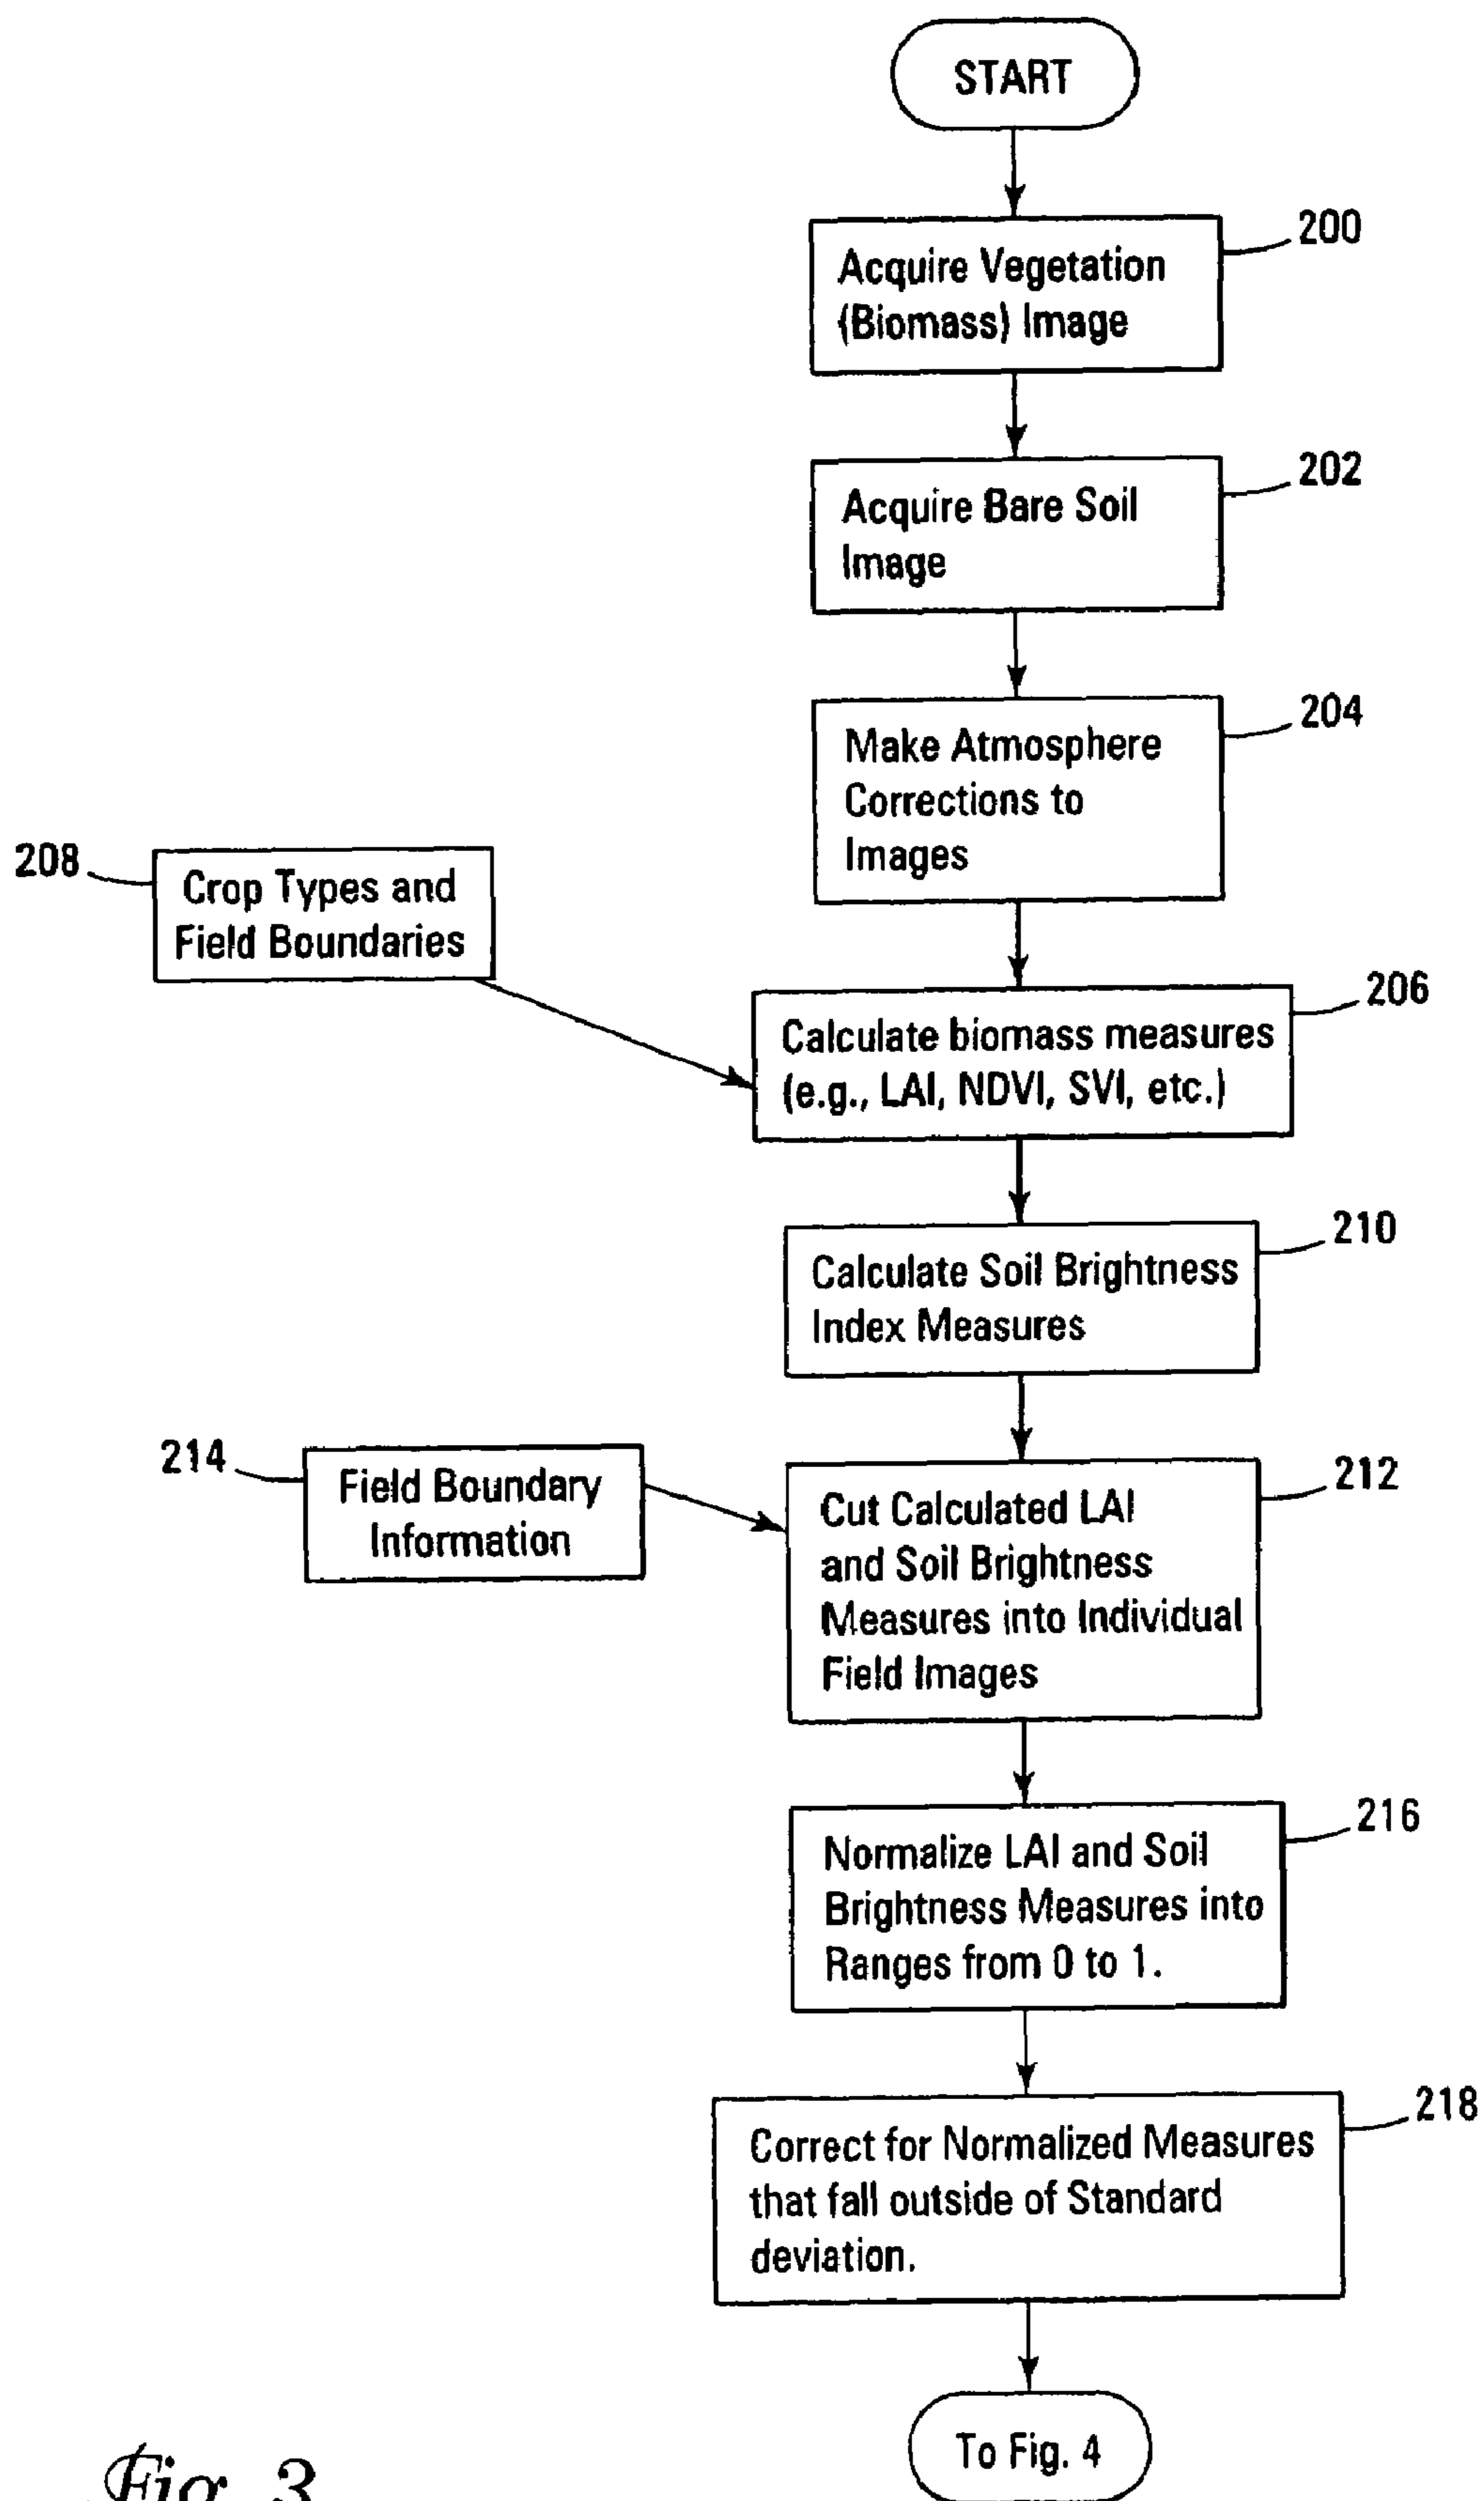 START
200
Acquire Vegetation
(Biomass) Image
202
Acquire Bare Soil
Image
204
Make Atmosphere
Corrections to
Images
208
Crop Types and
Field Boundaries
206
Calculate biomass measures
(e.g., LAI, NDVI, SVI, etc.)
210
Calculate Soil Brightness
Index Measures
214
Field Boundary
Information
212
Cut Calculated LAI
and Soil Brightness
Measures into Individual
Field Images
216
Normalize LAI and Soil
Brightness Measures into
Ranges from 0 to 1.
218
Correct for Normalized Measures
that fall outside of Standard
deviation.
To Fig. 4
Fig. 3